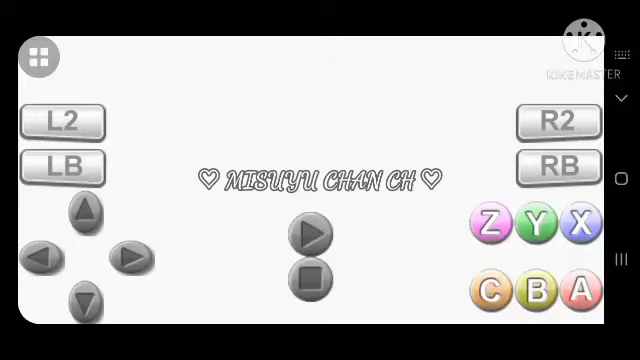 KINEMASTER
L2
R2
LB
RB
♡ MISUYU CHAN CH ♡
Z Y X
C B A